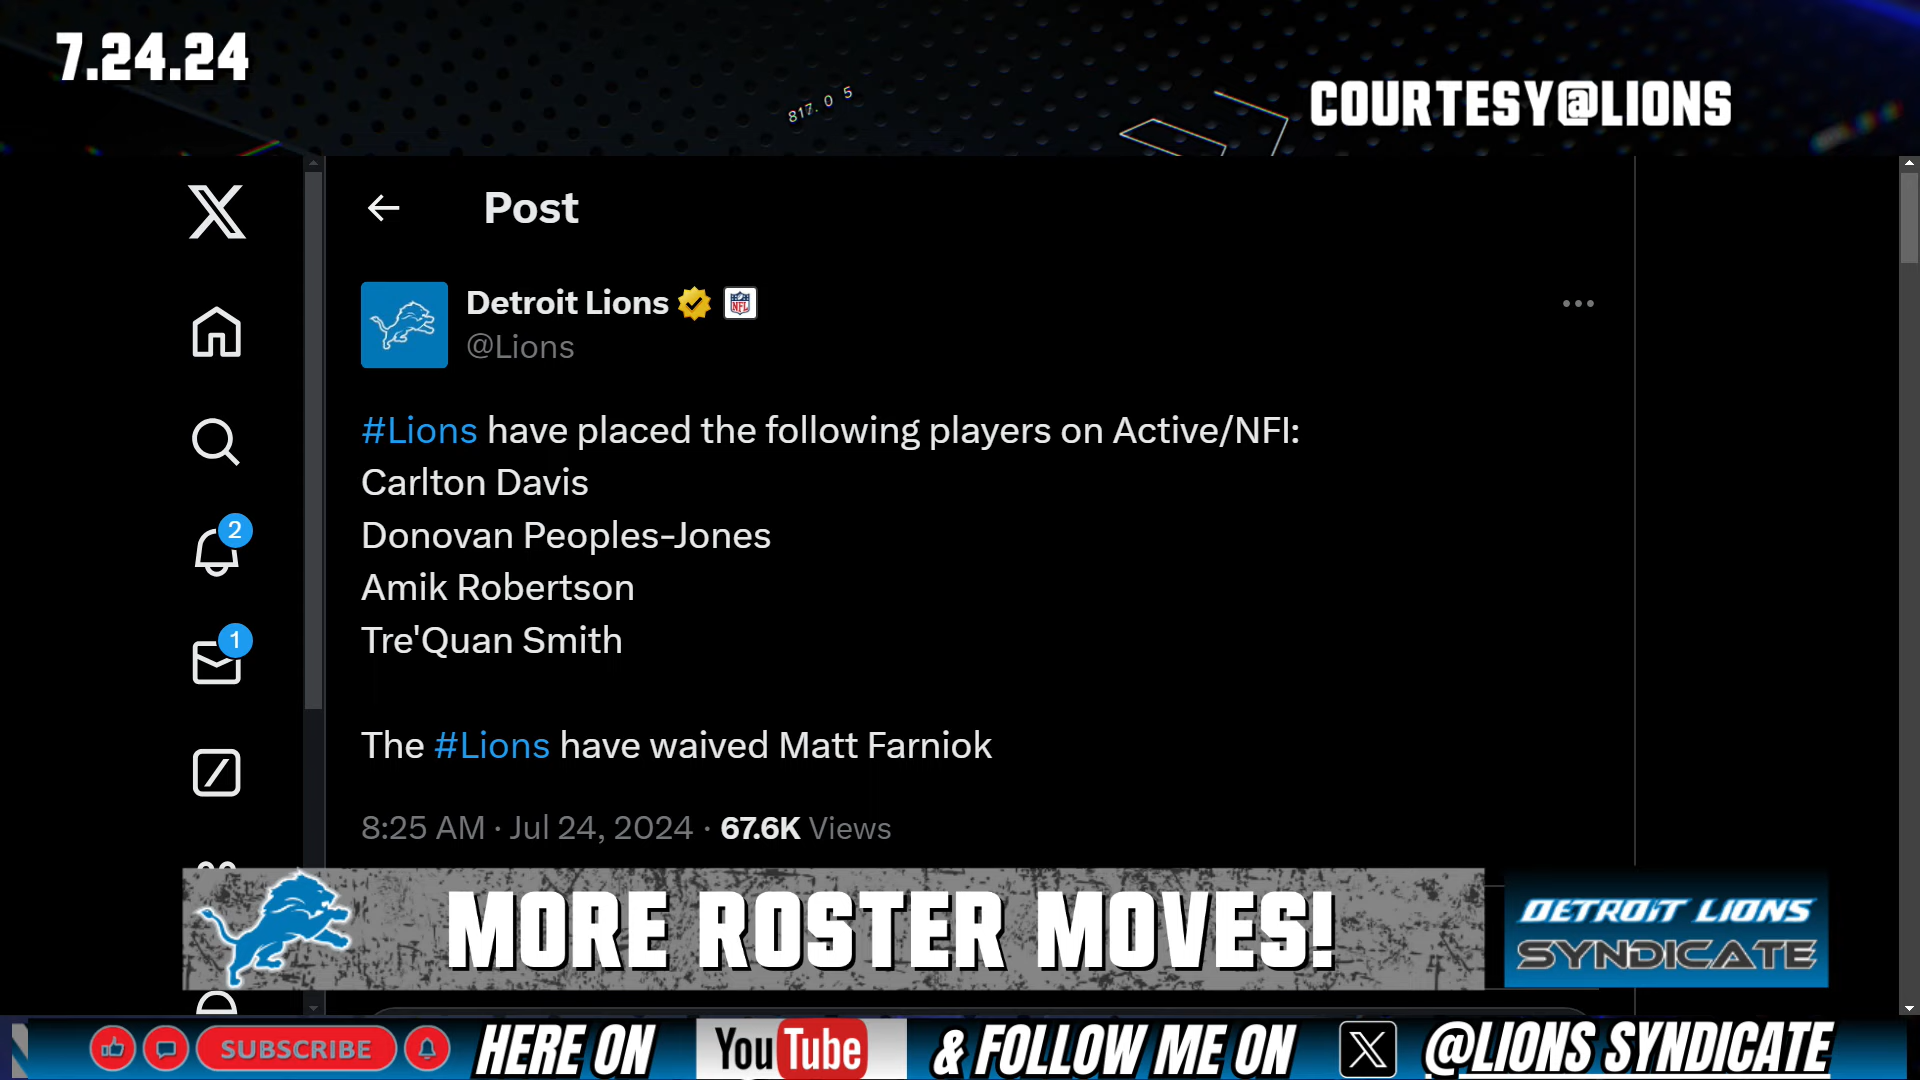 7.24.24
817. 0 5
COURTESY@LIONS
Post
Detroit Lions
NFL
@Lions
#Lions have placed the following players on Active/NFI:
Carlton Davis
2
Donovan Peoples-Jones
Amik Robertson
1
Tre'Quan Smith
The #Lions have waived Matt Farniok
8:25 AM · Jul 24, 2024 · 67.6K Views
MORE ROSTER MOVES!
DETROIT LIONS
SYNDICATE
SUBSCRIBE HERE ON YouTube & FOLLOW ME ON X @LIONS SYNDICATE